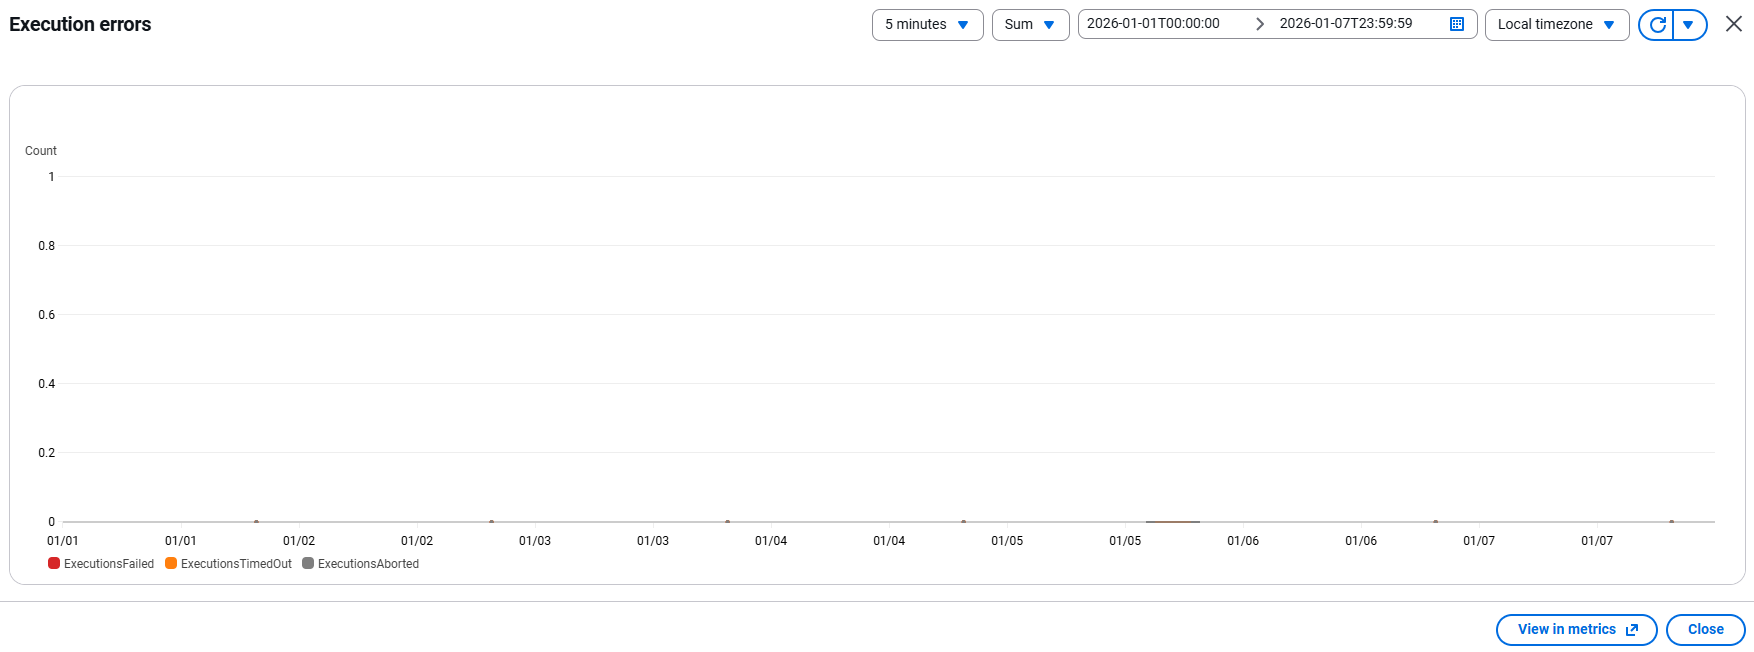 Execution errors
5 minutes
Sum
2026-01-01T00:00:00
2026-01-07T23:59:59
Local timezone
Count
1
0.8
0.6
0.4
0.2
0
01/01 01/01 01/02 01/02 01/03 01/03 01/04 01/04 01/05 01/05 01/06 01/06 01/07 01/07
ExecutionsFailed ExecutionsTimedOut ExecutionsAborted
View in metrics
Close